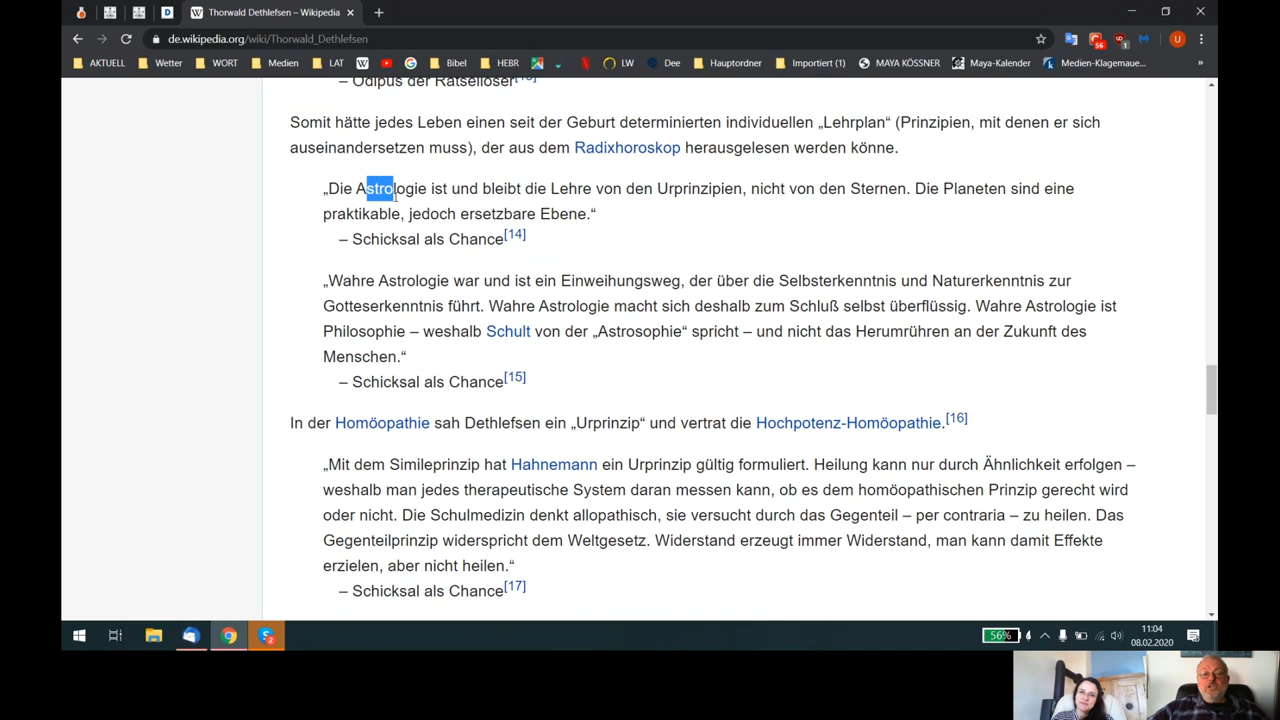 Thorwald Dethlefsen – Wikipedia
de.wikipedia.org/wiki/Thorwald_Dethlefsen
56
1
U
AKTUELL Wetter WORT Medien LAT Bibel HEBR LW Dee Hauptordner Importiert (1) MAYA KÖSSNER Maya-Kalender Medien-Klagemaue... »
– Ödipus der Rätsellöser
Somit hätte jedes Leben einen seit der Geburt determinierten individuellen „Lehrplan“ (Prinzipien, mit denen er sich
auseinandersetzen muss), der aus dem Radixhoroskop herausgelesen werden könne.
„Die Astrologie ist und bleibt die Lehre von den Urprinzipien, nicht von den Sternen. Die Planeten sind eine
praktikable, jedoch ersetzbare Ebene.“
– Schicksal als Chance[14]
„Wahre Astrologie war und ist ein Einweihungsweg, der über die Selbsterkenntnis und Naturerkenntnis zur
Gotteserkenntnis führt. Wahre Astrologie macht sich deshalb zum Schluß selbst überflüssig. Wahre Astrologie ist
Philosophie – weshalb Schult von der „Astrosophie“ spricht – und nicht das Herumrühren an der Zukunft des
Menschen.“
– Schicksal als Chance[15]
In der Homöopathie sah Dethlefsen ein „Urprinzip“ und vertrat die Hochpotenz-Homöopathie.[16]
„Mit dem Simileprinzip hat Hahnemann ein Urprinzip gültig formuliert. Heilung kann nur durch Ähnlichkeit erfolgen –
weshalb man jedes therapeutische System daran messen kann, ob es dem homöopathischen Prinzip gerecht wird
oder nicht. Die Schulmedizin denkt allopathisch, sie versucht durch das Gegenteil – per contraria – zu heilen. Das
Gegenteilprinzip widerspricht dem Weltgesetz. Widerstand erzeugt immer Widerstand, man kann damit Effekte
erzielen, aber nicht heilen.“
– Schicksal als Chance[17]
2
56%
11:04
08.02.2020